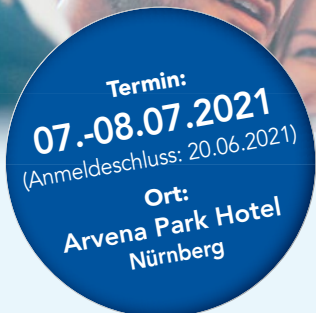 Termin:
07.-08.07.2021
(Anmeldeschluss: 20.06.2021)
Ort:
Arvena Park Hotel
Nürnberg